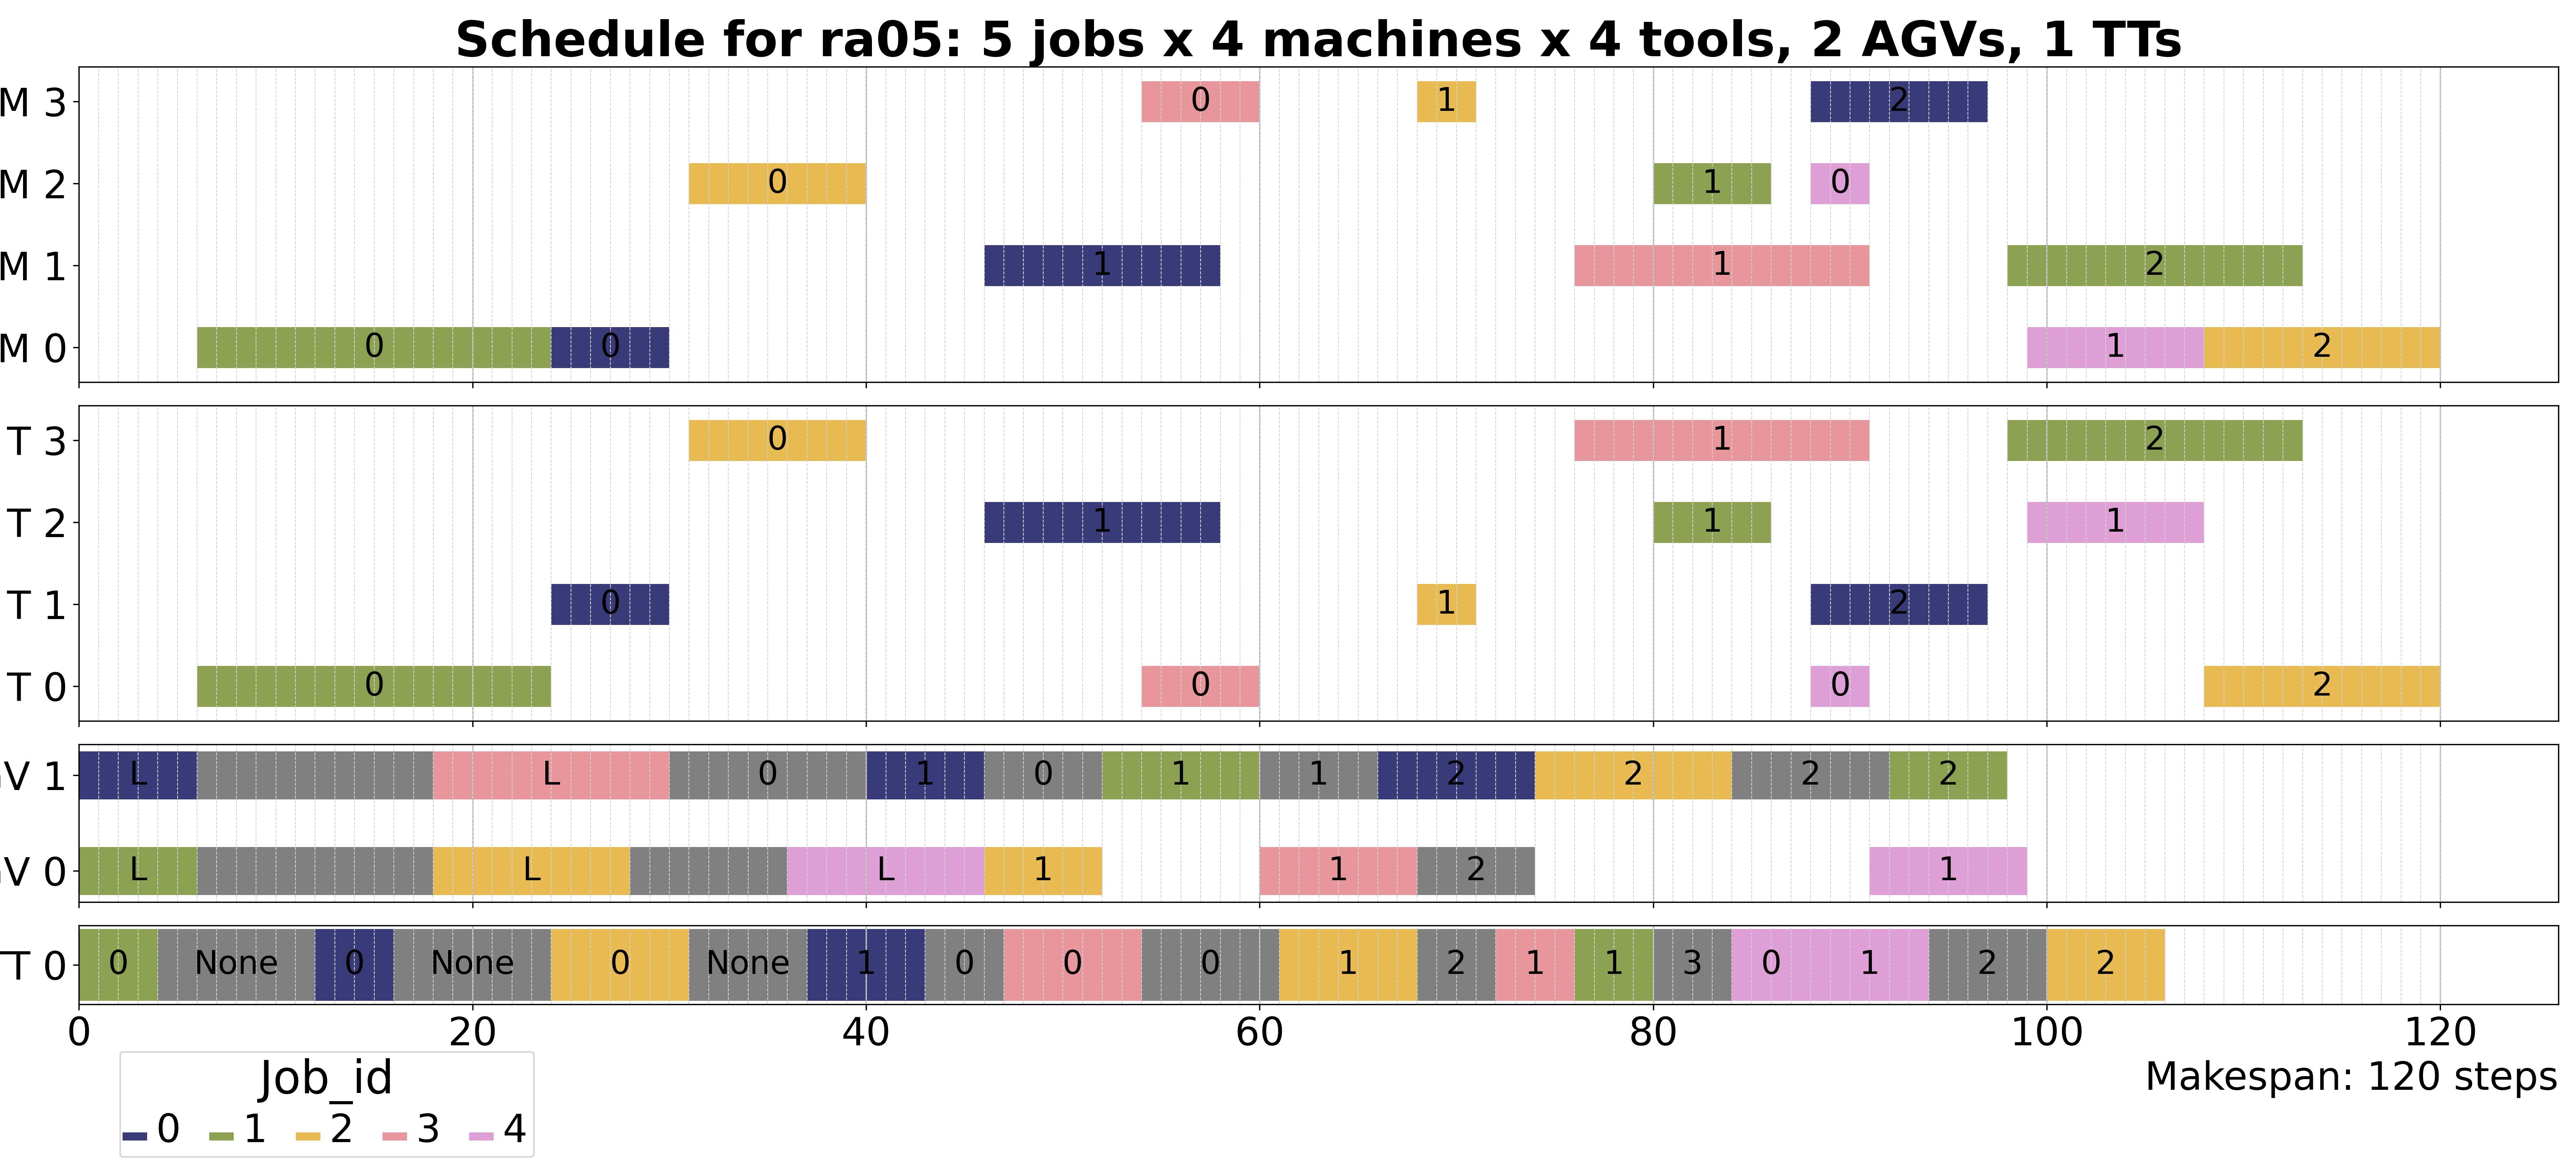 Schedule for ra05: 5 jobs x 4 machines x 4 tools, 2 AGVs, 1 TTs
M 3 0 1 2
M 2 0 1 0
M 1 1 1 2
M 0 0 0 1 2
T 3 0 1 2
T 2 1 1 1
T 1 0 1 2
T 0 0 0 0 2
GV 1 L L 0 1 0 1 1 2 2 2 2
GV 0 L L L 1 1 2 1
T 0 0 None 0 None 0 None 1 0 0 0 1 2 1 1 3 0 1 2 2
0 20 40 60 80 100 120
Job_id
0 1 2 3 4
Makespan: 120 steps